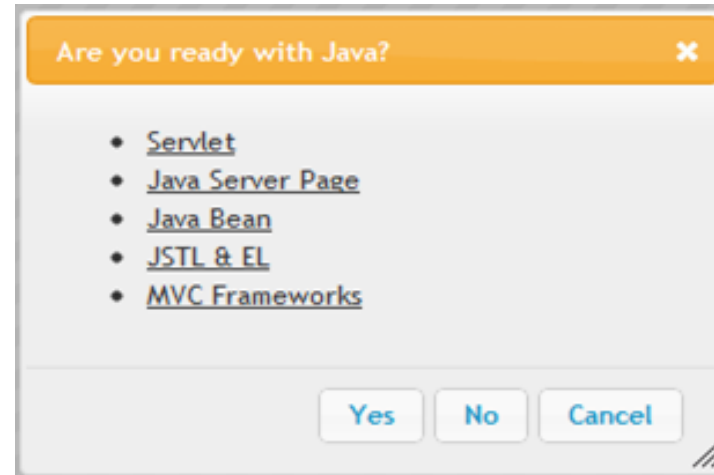 Are you ready with Java?
Servlet
Java Server Page
Java Bean
JSTL & EL
MVC Frameworks
Yes No Cancel